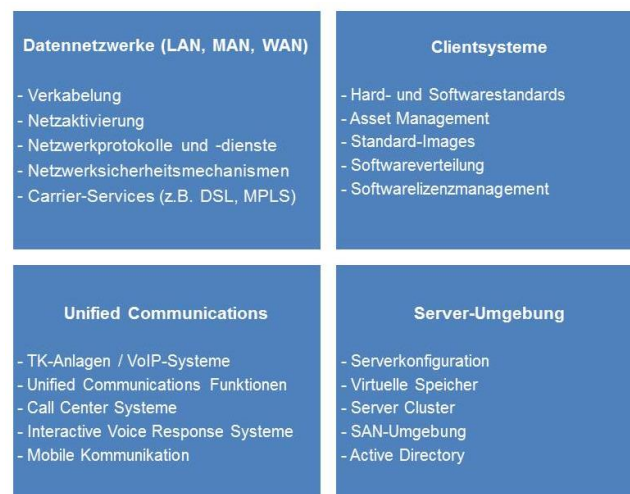 Datennetzwerke (LAN, MAN, WAN)
- Verkabelung
- Netzaktivierung
- Netzwerkprotokolle und -dienste
- Netzwerksicherheitsmechanismen
- Carrier-Services (z.B. DSL, MPLS)
Clientsysteme
- Hard- und Softwarestandards
- Asset Management
- Standard-Images
- Softwareverteilung
- Softwarelizenzmanagement
Unified Communications
- TK-Anlagen / VoIP-Systeme
- Unified Communications Funktionen
- Call Center Systeme
- Interactive Voice Response Systeme
- Mobile Kommunikation
Server-Umgebung
- Serverkonfiguration
- Virtuelle Speicher
- Server Cluster
- SAN-Umgebung
- Active Directory